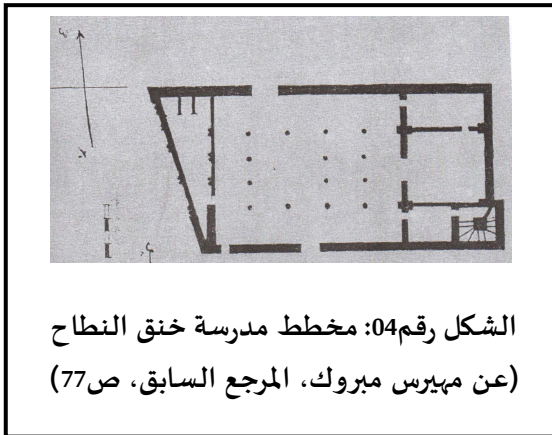 الشكل رقم04: مخطط مدرسة خنق النطاح
(عن مهيرس مبروك، المرجع السابق، ص77)